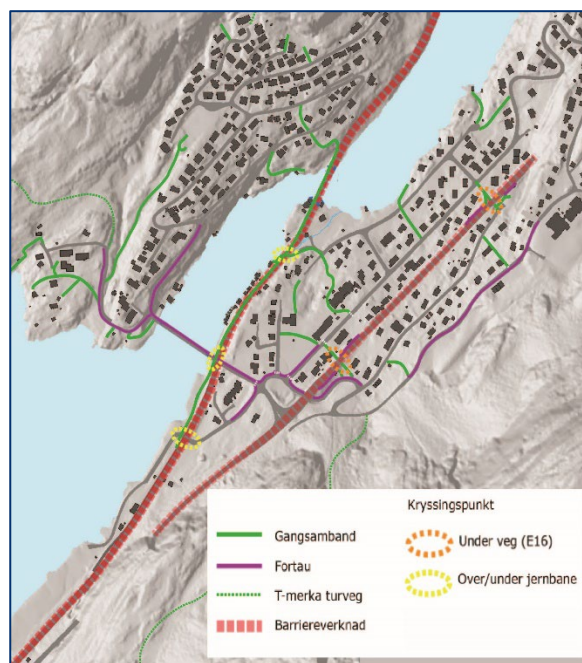 Gangsamband
Fortau
T-merka turveg
Barriereverknad
Kryssingspunkt
Under veg (E16)
Over/under jernbane